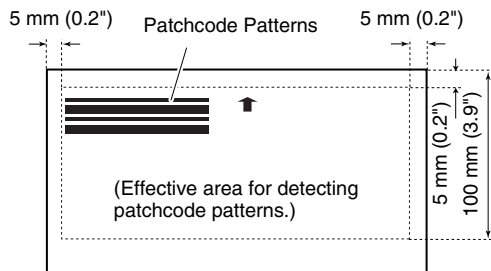 5 mm (0.2")
Patchcode Patterns
5 mm (0.2")
5 mm (0.2")
100 mm (3.9")
(Effective area for detecting
patchcode patterns.)